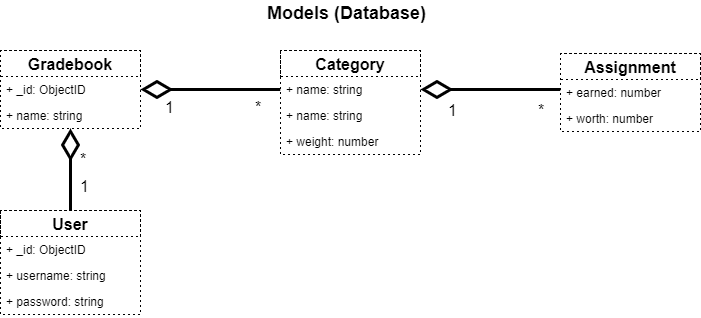 Models (Database)
Gradebook
+ _id: ObjectID
+ name: string
1
*
Category
+ name: string
+ name: string
+ weight: number
1
*
Assignment
+ earned: number
+ worth: number
*
1
User
+ _id: ObjectID
+ username: string
+ password: string